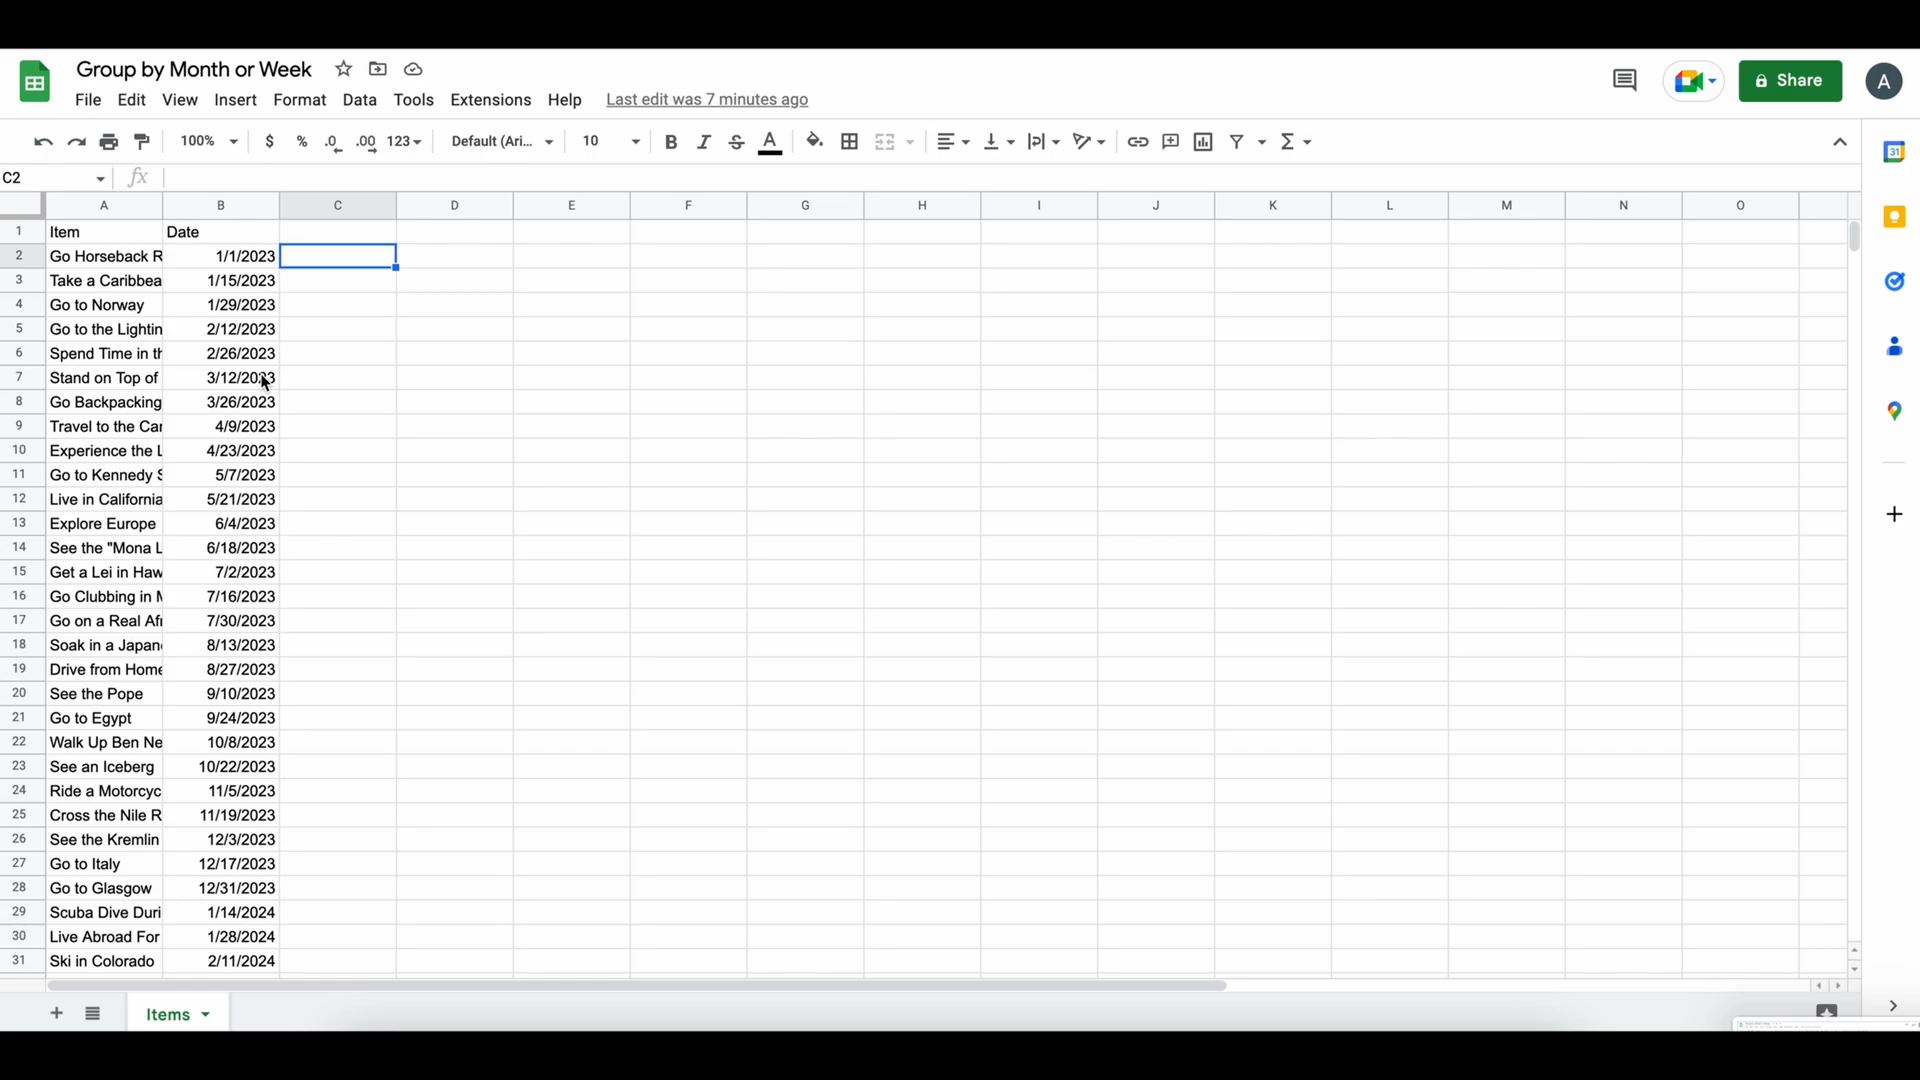 Group by Month or Week
File Edit View Insert Format Data Tools Extensions Help Last edit was 7 minutes ago
Share
A
100% $ % .0 .00 123 Default (Ari... 10 B I S A Σ
C2 fx
A B C D E F G H I J K L M N O
1 Item Date
2 Go Horseback R 1/1/2023
3 Take a Caribbea 1/15/2023
4 Go to Norway 1/29/2023
5 Go to the Lightin 2/12/2023
6 Spend Time in th 2/26/2023
7 Stand on Top of 3/12/2023
8 Go Backpacking 3/26/2023
9 Travel to the Car 4/9/2023
10 Experience the L 4/23/2023
11 Go to Kennedy S 5/7/2023
12 Live in California 5/21/2023
13 Explore Europe 6/4/2023
14 See the "Mona L 6/18/2023
15 Get a Lei in Haw 7/2/2023
16 Go Clubbing in M 7/16/2023
17 Go on a Real Afr 7/30/2023
18 Soak in a Japan 8/13/2023
19 Drive from Home 8/27/2023
20 See the Pope 9/10/2023
21 Go to Egypt 9/24/2023
22 Walk Up Ben Ne 10/8/2023
23 See an Iceberg 10/22/2023
24 Ride a Motorcyc 11/5/2023
25 Cross the Nile R 11/19/2023
26 See the Kremlin 12/3/2023
27 Go to Italy 12/17/2023
28 Go to Glasgow 12/31/2023
29 Scuba Dive Duri 1/14/2024
30 Live Abroad For 1/28/2024
31 Ski in Colorado 2/11/2024
Items
31